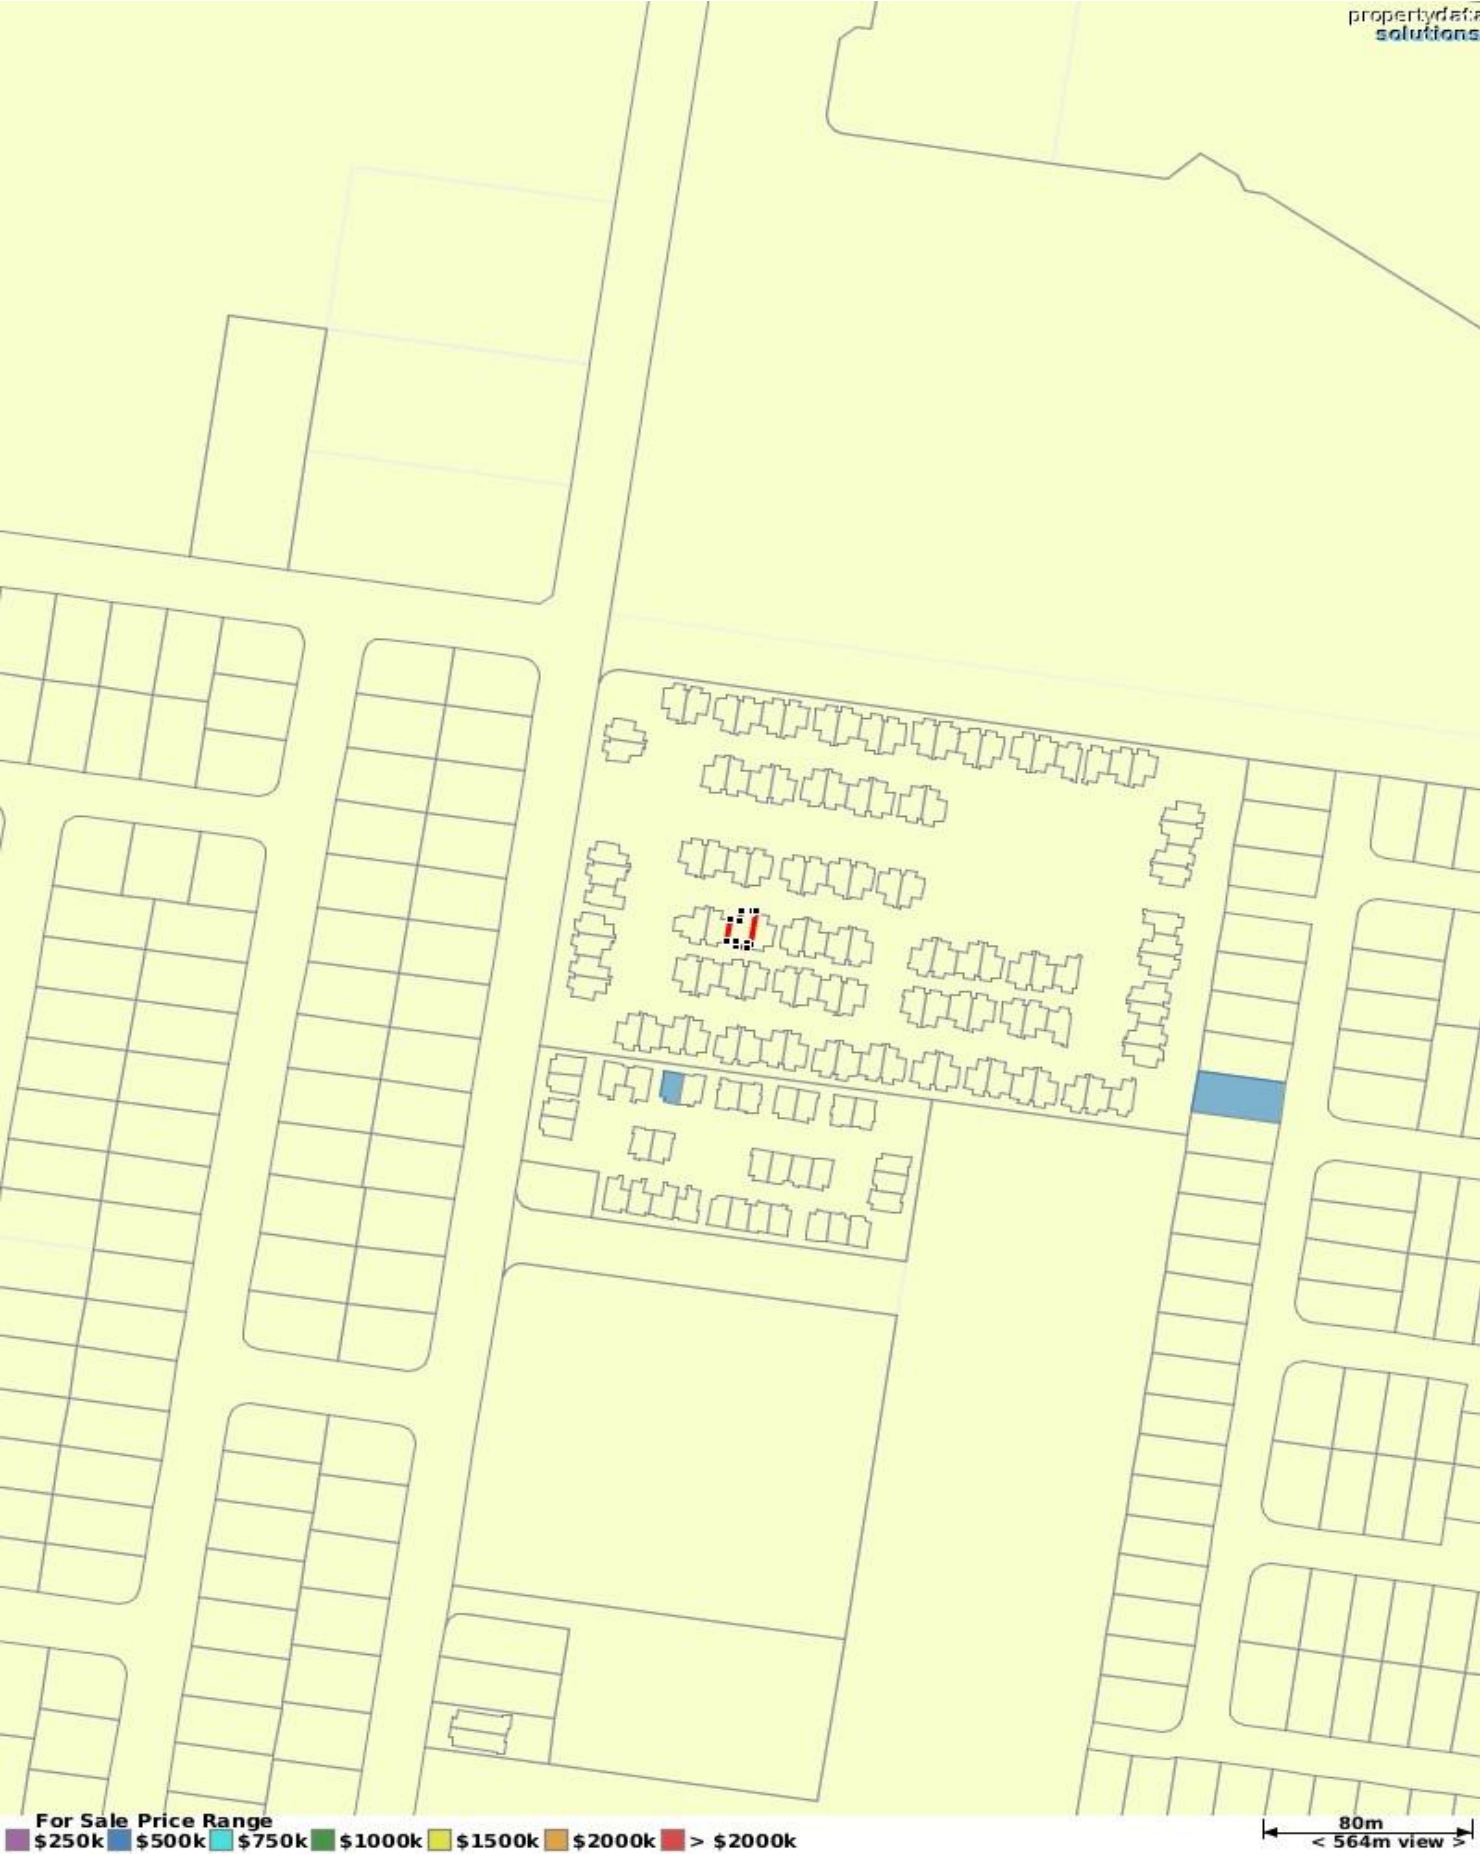 propertydata
solutions
For Sale Price Range
$250k $500k $750k $1000k $1500k $2000k > $2000k
80m
< 564m view >